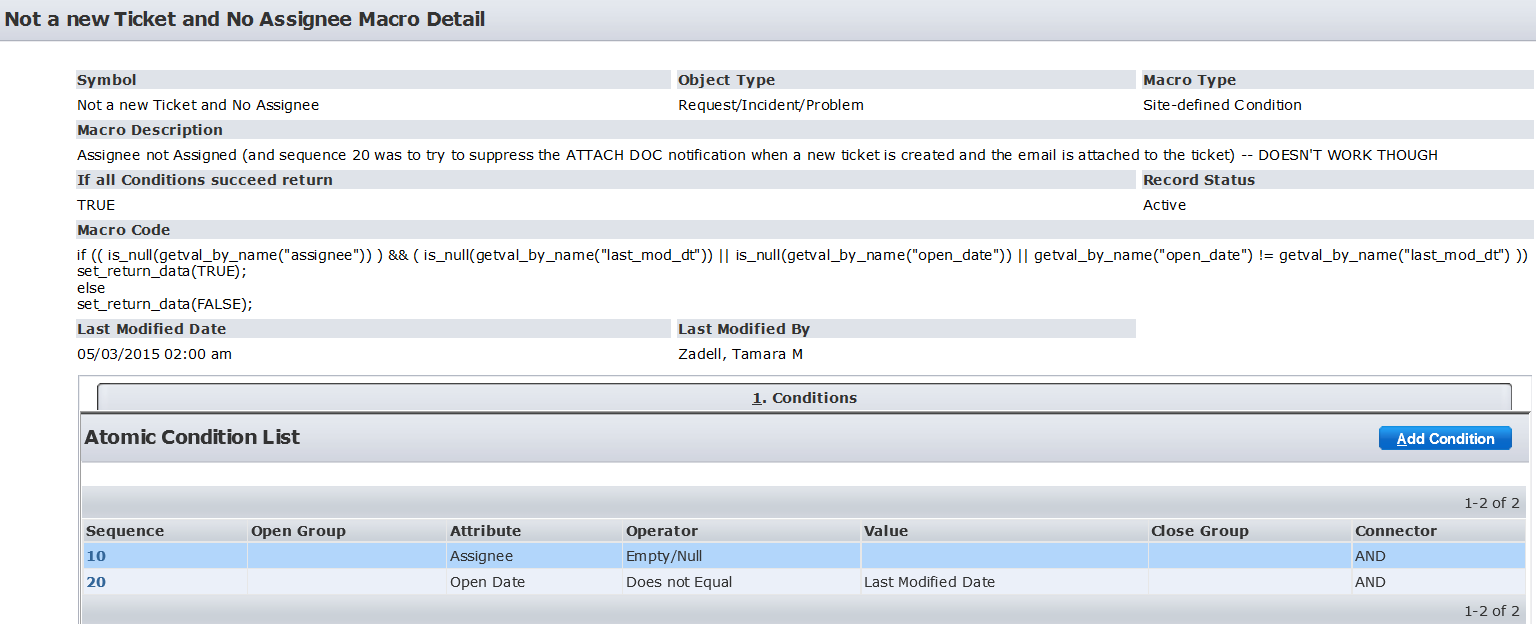 Not a new Ticket and No Assignee Macro Detail
Symbol Object Type Macro Type
Not a new Ticket and No Assignee Request/Incident/Problem Site-defined Condition
Macro Description
Assignee not Assigned (and sequence 20 was to try to suppress the ATTACH DOC notification when a new ticket is created and the email is attached to the ticket) -- DOESN'T WORK THOUGH
If all Conditions succeed return Record Status
TRUE Active
Macro Code
if (( is_null(getval_by_name("assignee")) ) && ( is_null(getval_by_name("last_mod_dt")) || is_null(getval_by_name("open_date")) || getval_by_name("open_date") != getval_by_name("last_mod_dt") ))
set_return_data(TRUE);
else
set_return_data(FALSE);
Last Modified Date Last Modified By
05/03/2015 02:00 am Zadell, Tamara M
1. Conditions
Atomic Condition List Add Condition
1-2 of 2
Sequence Open Group Attribute Operator Value Close Group Connector
10 Assignee Empty/Null AND
20 Open Date Does not Equal Last Modified Date AND
1-2 of 2